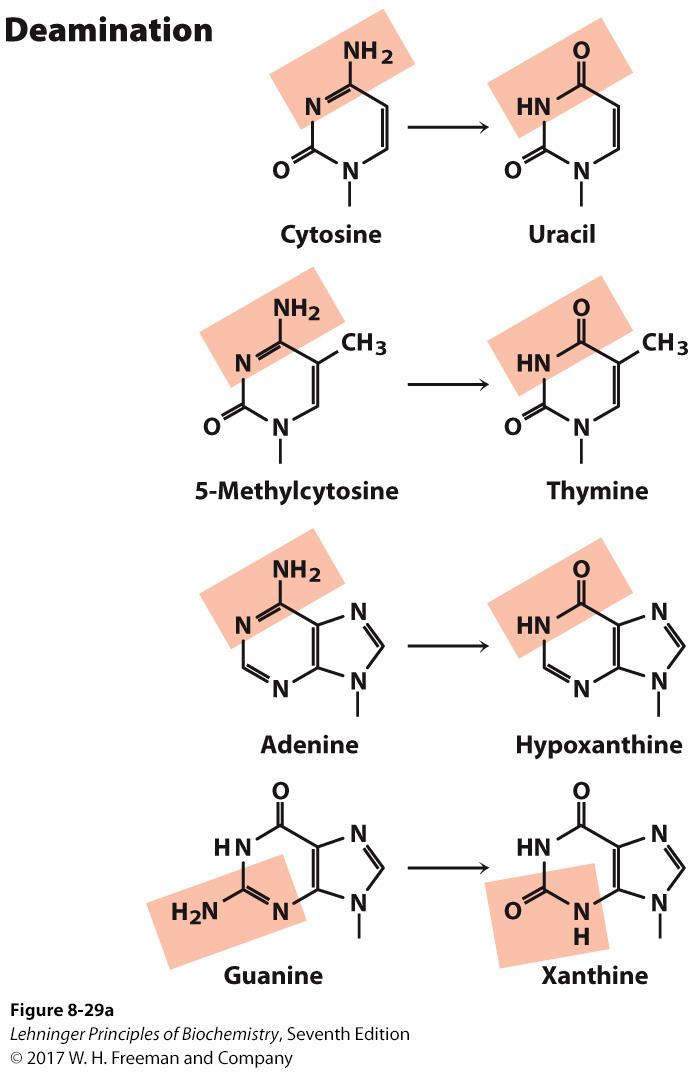 Deamination
NH2
N
O
N
Cytosine
O
HN
O
N
Uracil
NH2
CH3
N
O
N
5-Methylcytosine
O
CH3
HN
O
N
Thymine
NH2
N
N
N
N
Adenine
O
N
HN
N
N
Hypoxanthine
O
N
HN
H2N
N
N
Guanine
O
N
HN
O
N
H
N
Xanthine
Figure 8-29a
Lehninger Principles of Biochemistry, Seventh Edition
© 2017 W. H. Freeman and Company